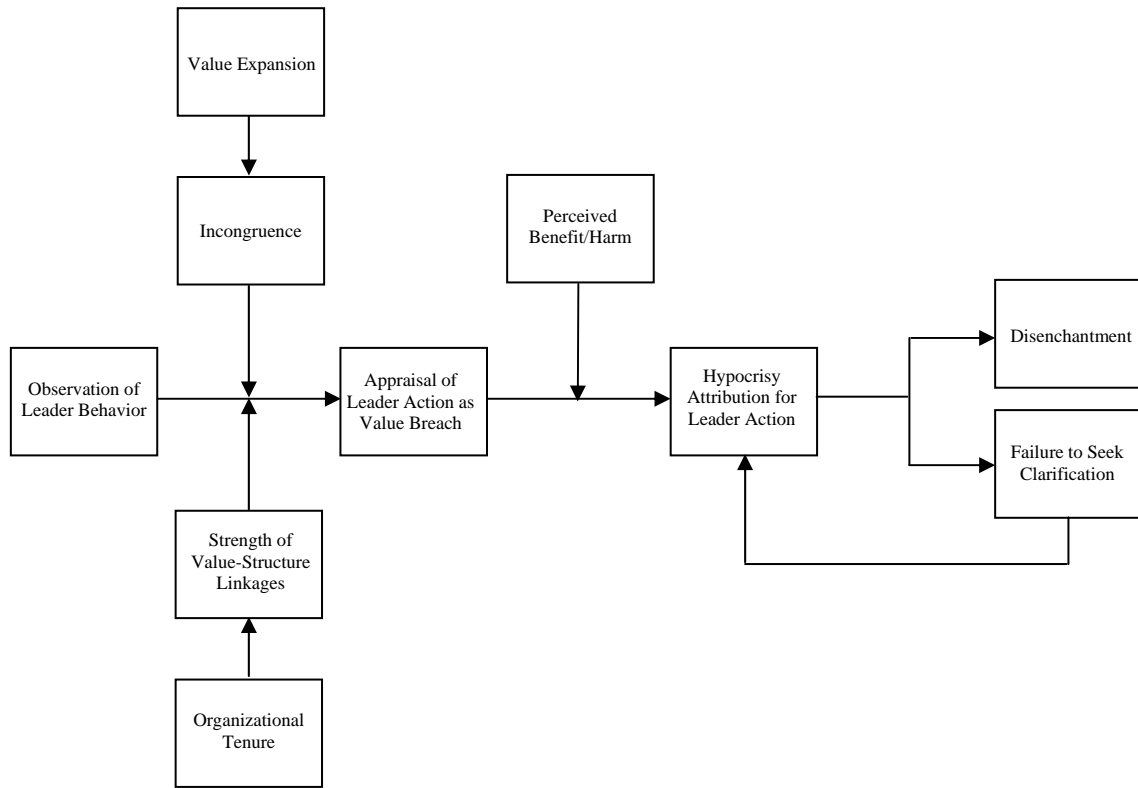 Value Expansion
Incongruence
Perceived
Benefit/Harm
Disenchantment
Observation of
Leader Behavior
Appraisal of
Leader Action as
Value Breach
Hypocrisy
Attribution for
Leader Action
Failure to Seek
Clarification
Strength of
Value-Structure
Linkages
Organizational
Tenure